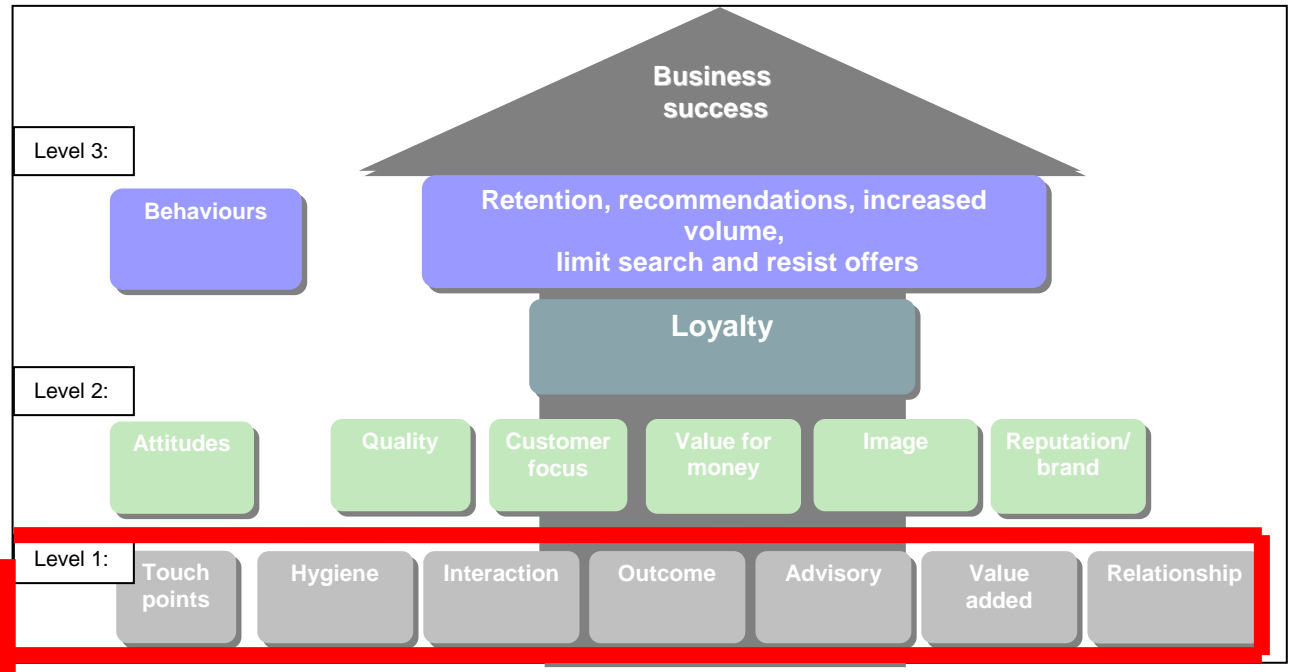 Business
success
Level 3:
Behaviours
Retention, recommendations, increased
volume,
limit search and resist offers
Loyalty
Level 2:
Attitudes
Quality
Customer
focus
Value for
money
Image
Reputation/
brand
Level 1:
Touch
points
Hygiene
Interaction
Outcome
Advisory
Value
added
Relationship